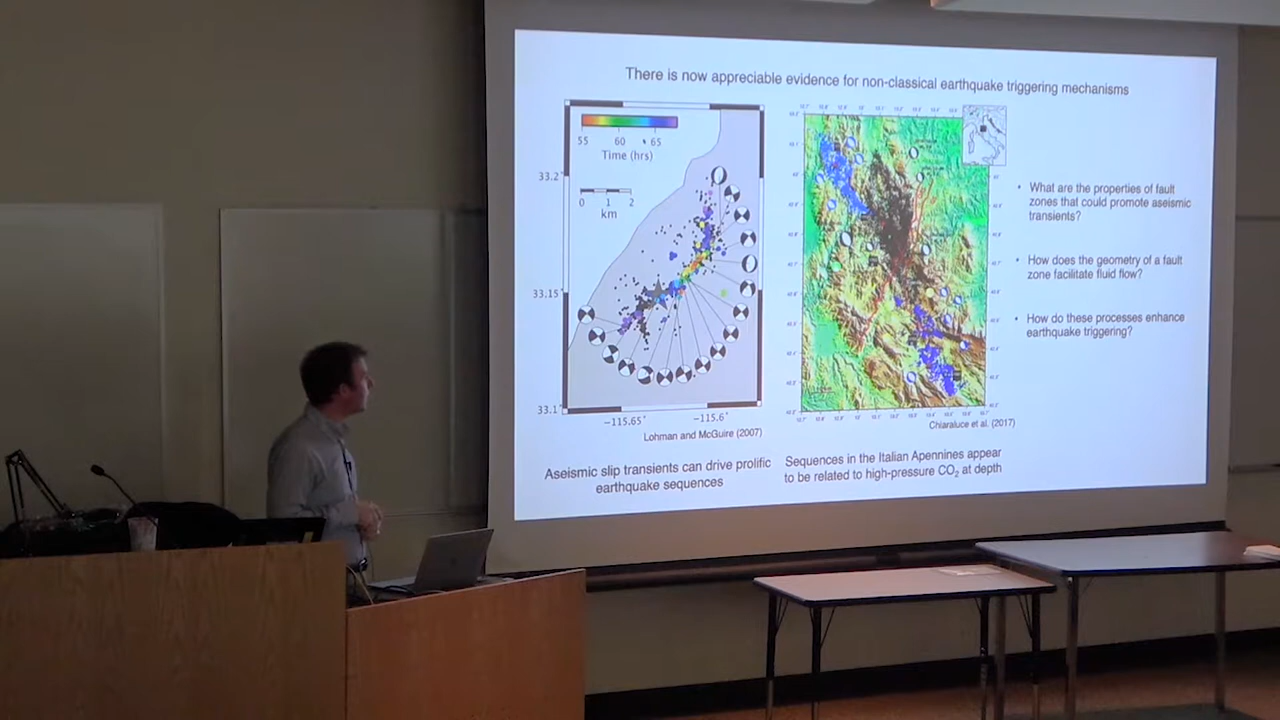 There is now appreciable evidence for non-classical earthquake triggering mechanisms
55 60 65
Time (hrs)
0 1 2
km
33.2°
33.15°
33.1°
−115.65° −115.6°
Lohman and McGuire (2007)
Aseismic slip transients can drive prolific
earthquake sequences
Chiaraluce et al. (2017)
Sequences in the Italian Apennines appear
to be related to high-pressure CO2 at depth
• What are the properties of fault
zones that could promote aseismic
transients?
• How does the geometry of a fault
zone facilitate fluid flow?
• How do these processes enhance
earthquake triggering?